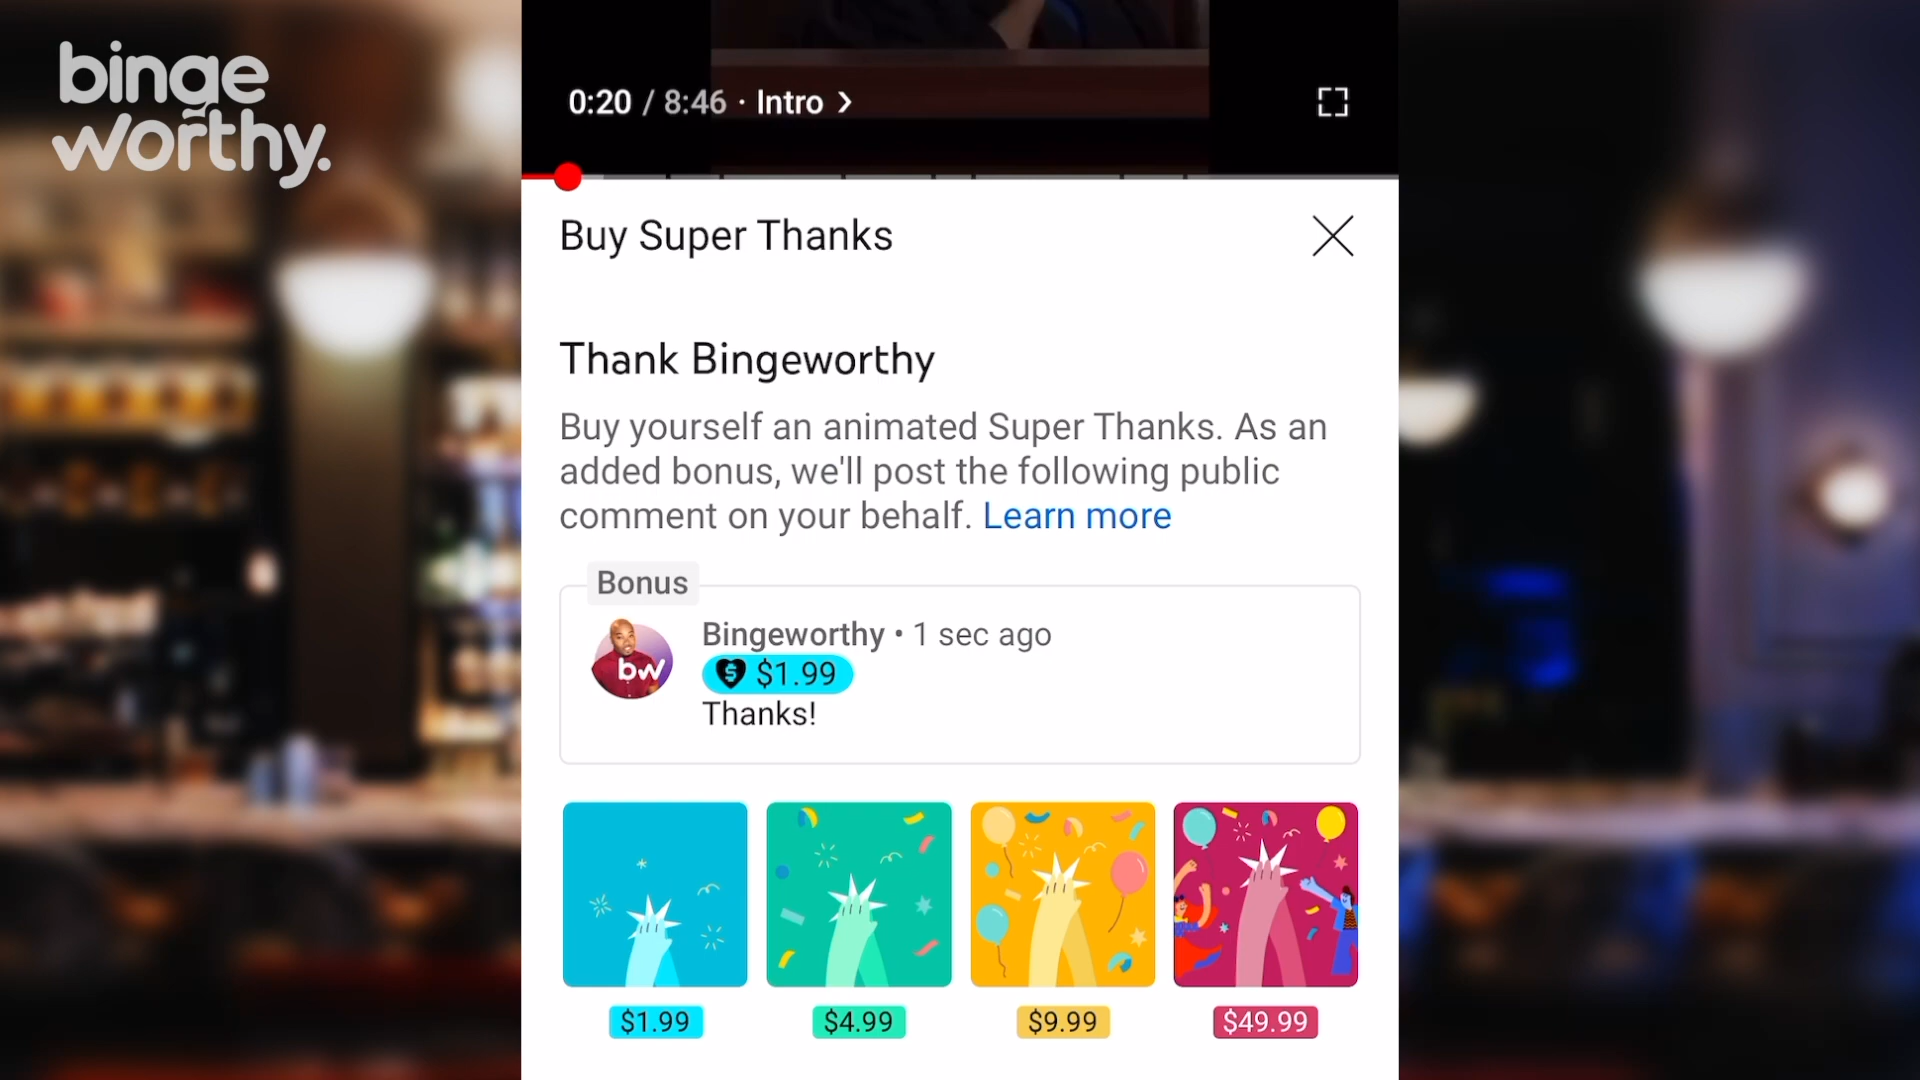 binge
worthy.
0:20 / 8:46 · Intro
Buy Super Thanks
Thank Bingeworthy
Buy yourself an animated Super Thanks. As an
added bonus, we'll post the following public
comment on your behalf. Learn more
Bonus
Bingeworthy • 1 sec ago
bw
$ $1.99
Thanks!
$1.99 $4.99 $9.99 $49.99